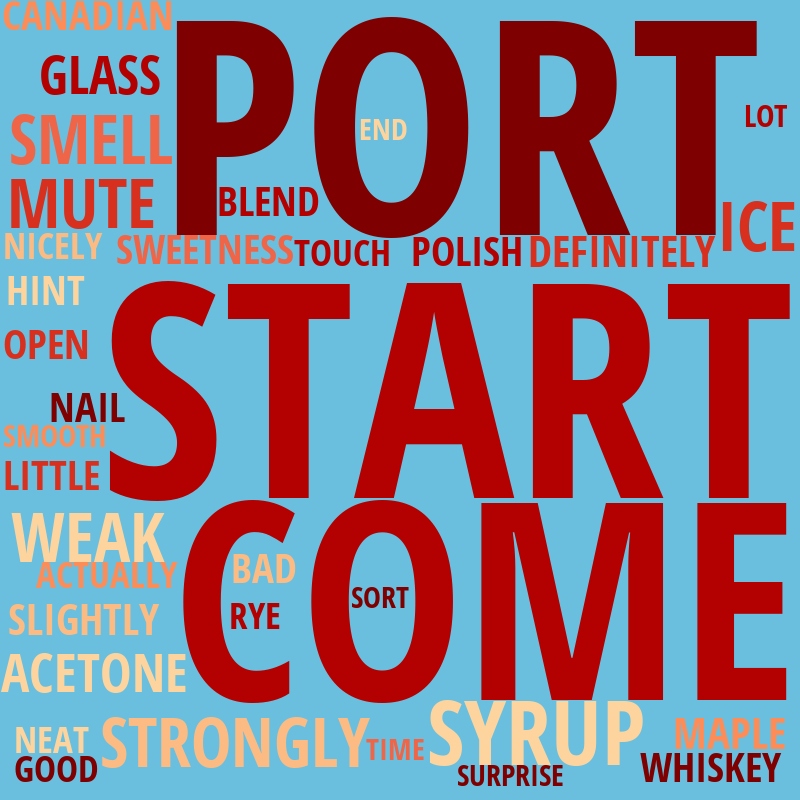 CANADIAN
PORT
GLASS
LOT
END
SMELL
MUTE
BLEND
ICE
NICELY
SWEETNESS
TOUCH
POLISH
DEFINITELY
HINT
START
OPEN
NAIL
SMOOTH
LITTLE
WEAK
COME
ACTUALLY
BAD
SORT
SLIGHTLY
RYE
ACETONE
NEAT
STRONGLY
TIME
SYRUP
MAPLE
GOOD
SURPRISE
WHISKEY